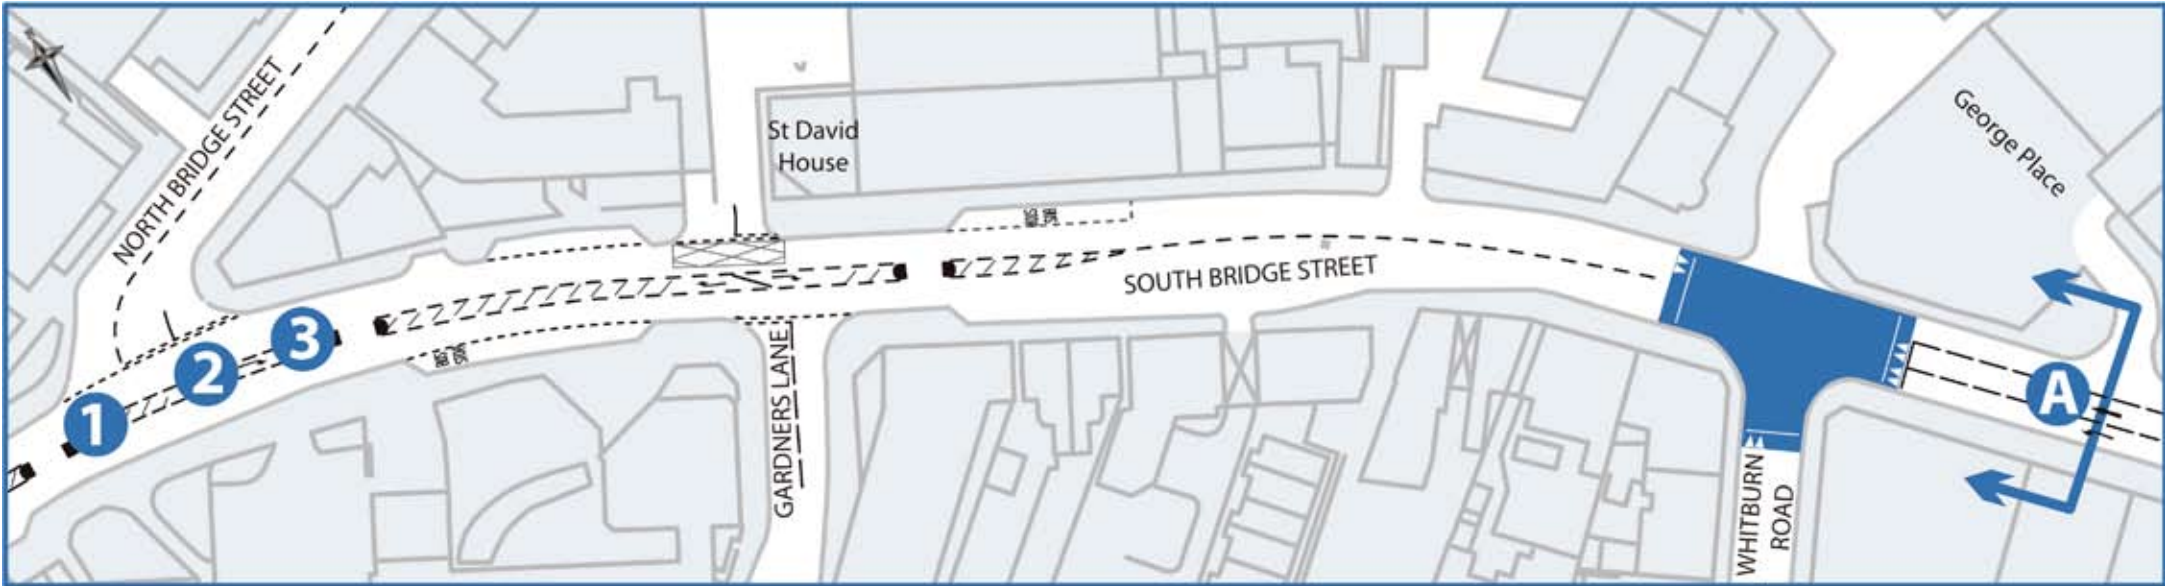 NORTH BRIDGE STREET
St David
House
George Place
SOUTH BRIDGE STREET
1
2
3
A
GARDNERS LANE
WHITBURN
ROAD